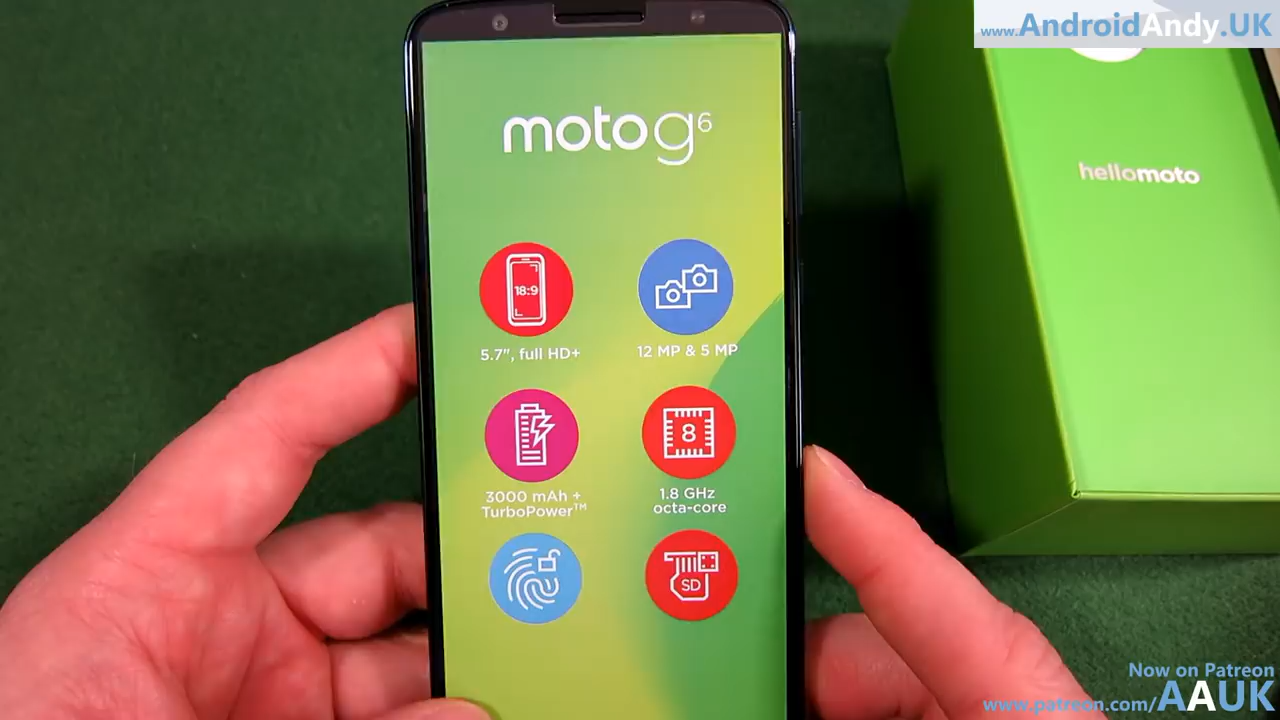 www.AndroidAndy.UK
moto g6
hellomoto
18:9
5.7", full HD+
12 MP & 5 MP
8
3000 mAh +
TurboPower™
1.8 GHz
octa-core
SD
Now on Patreon
www.patreon.com/AAUK